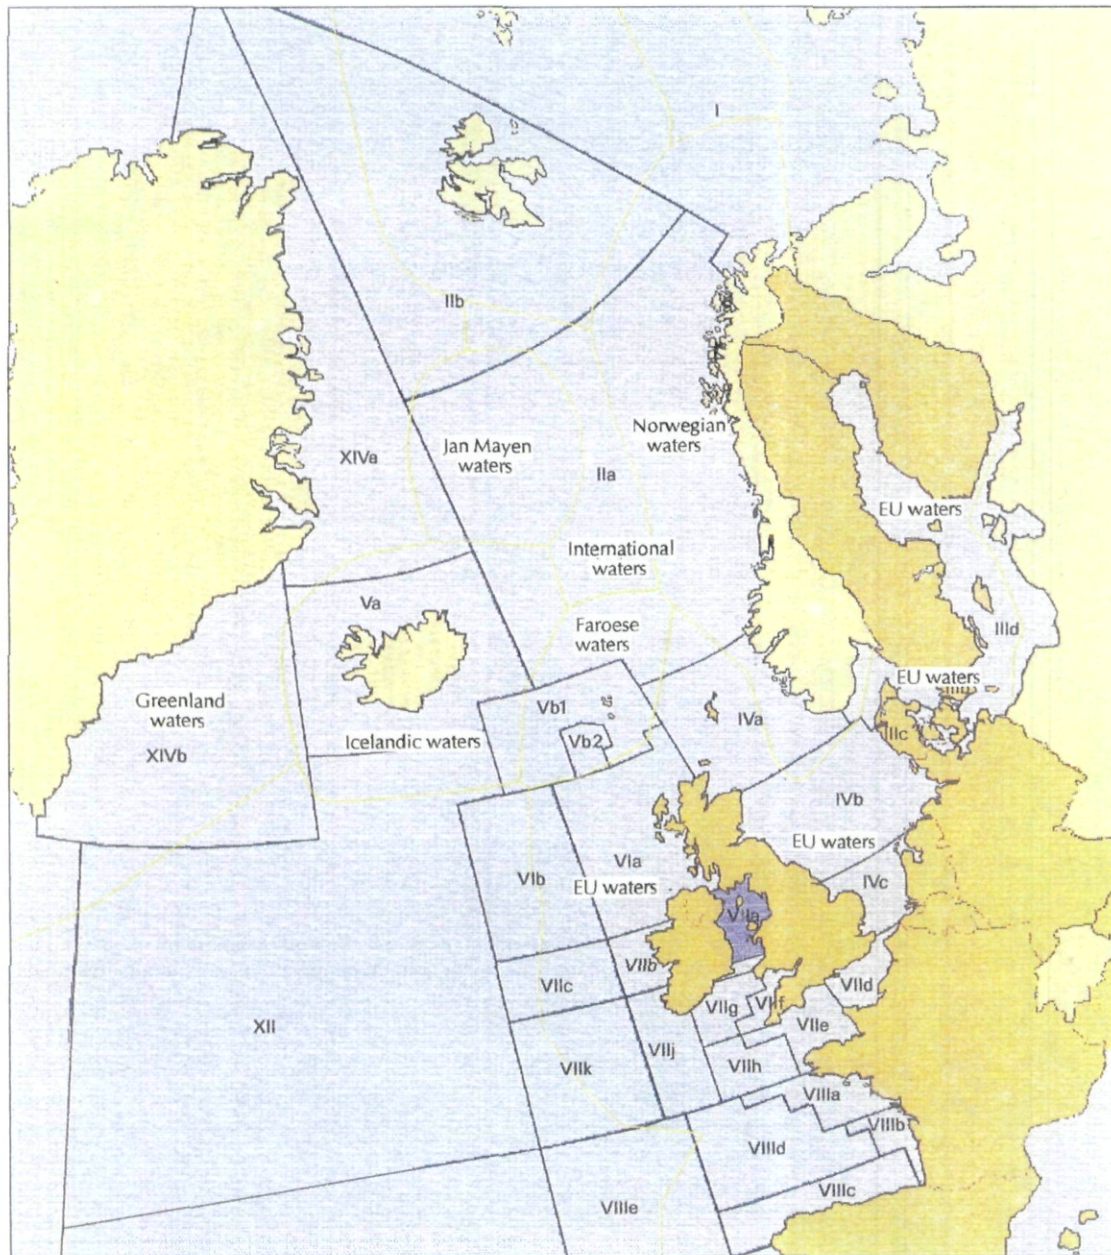 I
IIb
Norwegian
waters
Jan Mayen
waters
XIVa
IIa
EU waters
International
waters
Va
Faroese
waters
IIId
EU waters
Greenland
waters
Vb1
IVa
IIIc
Icelandic waters
Vb2
XIVb
IVb
EU waters
VIa
VIb
EU waters
IVc
VIIa
VIIb
VIIc
VIId
VIIg
VIIf
VIIe
XII
VIIj
VIIk
VIIh
VIIIa
VIIIb
VIIId
VIIIc
VIIIe